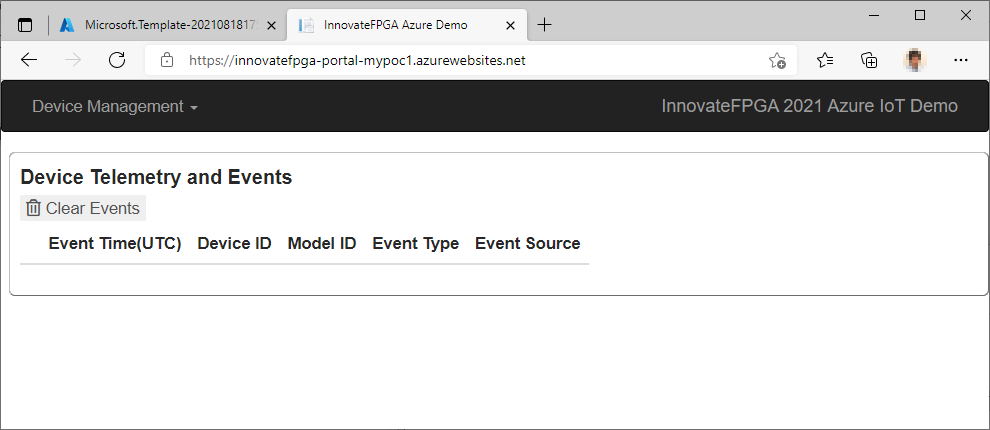 Microsoft.Template-2021081817
InnovateFPGA Azure Demo
https://innovatefpga-portal-mypoc1.azurewebsites.net
Device Management
InnovateFPGA 2021 Azure IoT Demo
Device Telemetry and Events
Clear Events
Event Time(UTC) Device ID Model ID Event Type Event Source